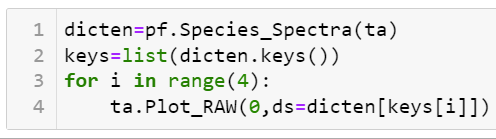 1 dicten=pf.Species_Spectra(ta)
2 keys=list(dicten.keys())
3 for i in range(4):
4     ta.Plot_RAW(0,ds=dicten[keys[i]])